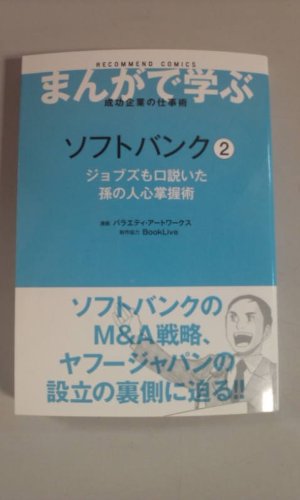 RECOMMEND COMICS
まんがで学ぶ
成功企業の仕事術
ソフトバンク2
ジョブズも口説いた
孫の人心掌握術
漫画 バラエティ・アートワークス
制作協力 BookLive
ソフトバンクの
M&A戦略、
ヤフージャパンの
設立の裏側に迫る!!